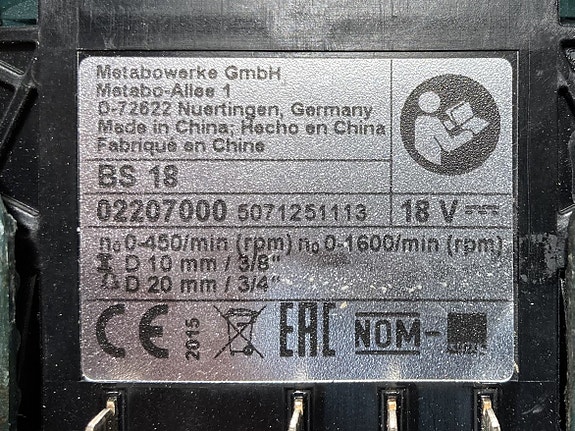 Metabowerke GmbH
Metabo-Allee 1
D-72622 Nuertingen, Germany
Made in China; Hecho en China
Fabriqué en Chine
BS 18
02207000 5071251113
18 V
n₀ 0-450/min (rpm) n₀ 0-1600/min (rpm)
D 10 mm / 3/8"
D 20 mm / 3/4"
CE 2015 EAC NOM-